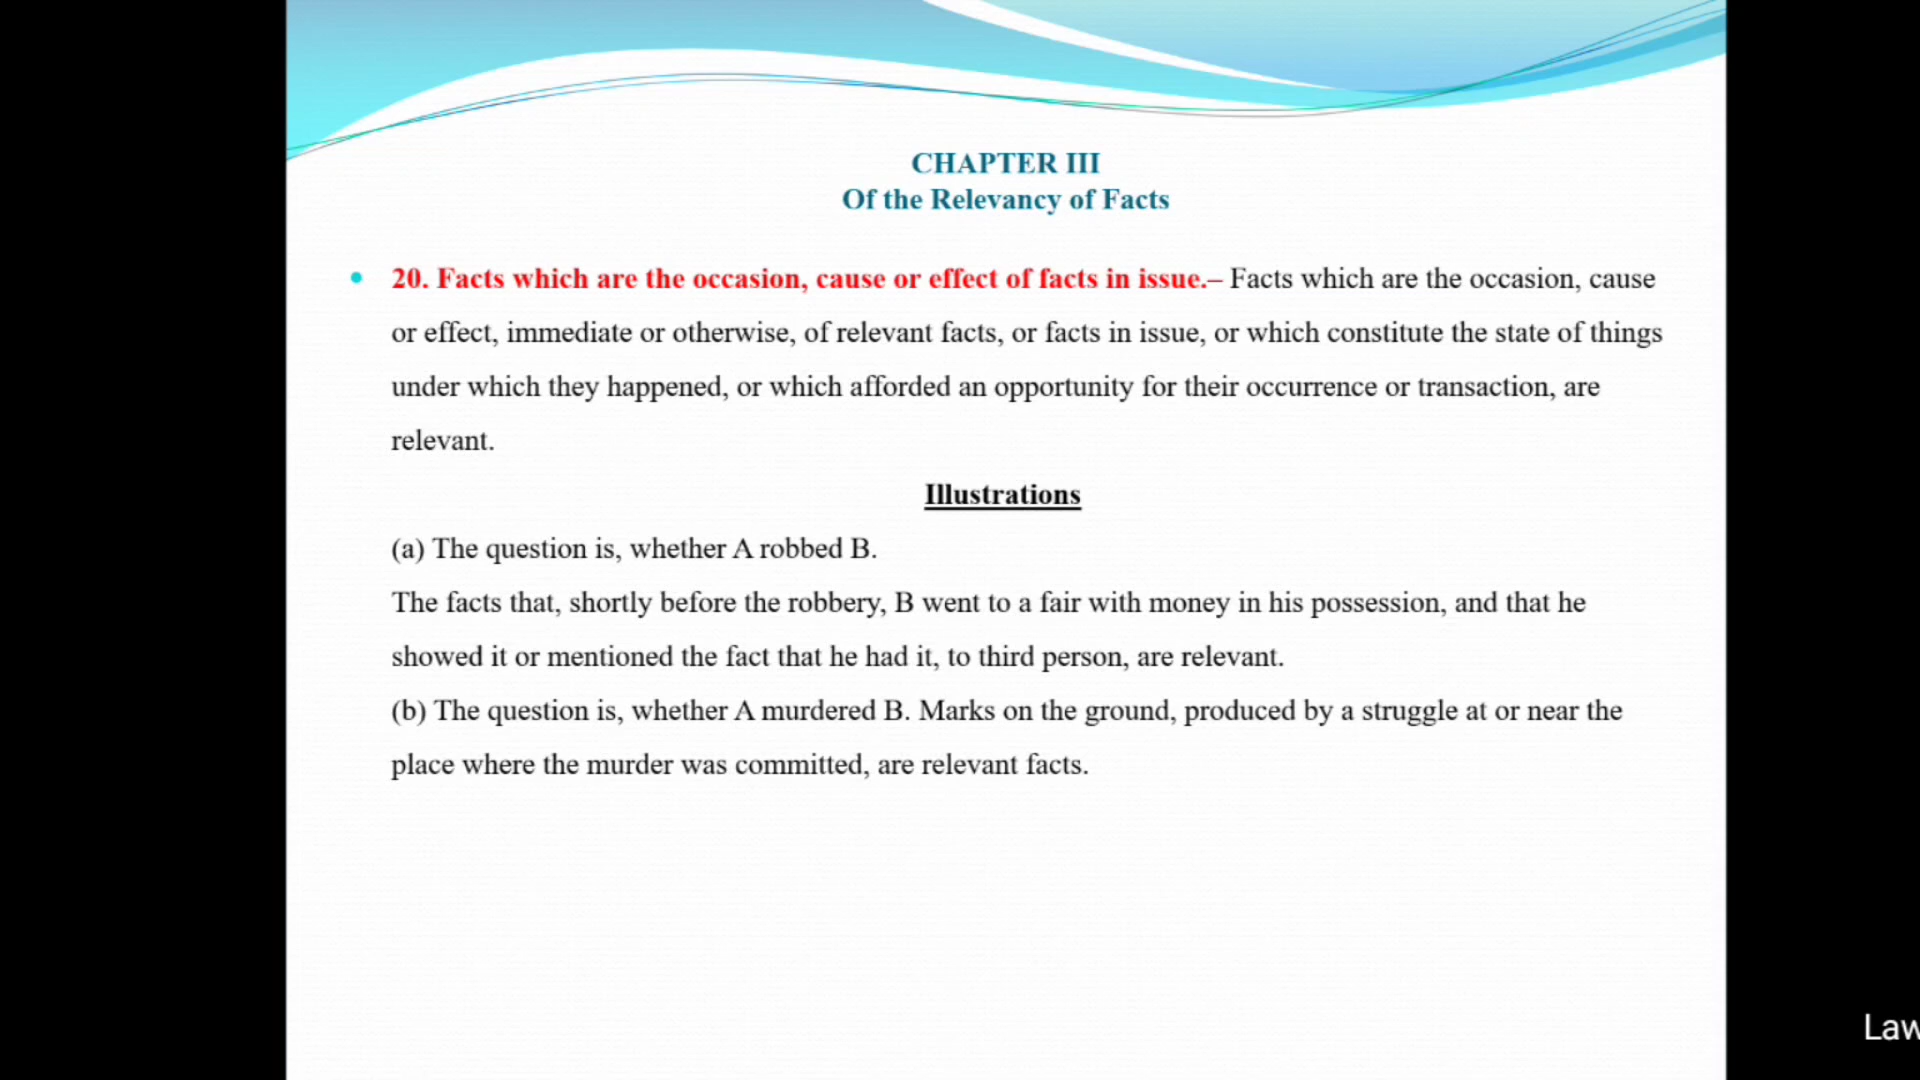 CHAPTER III
Of the Relevancy of Facts
• 20. Facts which are the occasion, cause or effect of facts in issue.– Facts which are the occasion, cause
or effect, immediate or otherwise, of relevant facts, or facts in issue, or which constitute the state of things
under which they happened, or which afforded an opportunity for their occurrence or transaction, are
relevant.
Illustrations
(a) The question is, whether A robbed B.
The facts that, shortly before the robbery, B went to a fair with money in his possession, and that he
showed it or mentioned the fact that he had it, to third person, are relevant.
(b) The question is, whether A murdered B. Marks on the ground, produced by a struggle at or near the
place where the murder was committed, are relevant facts.
Law